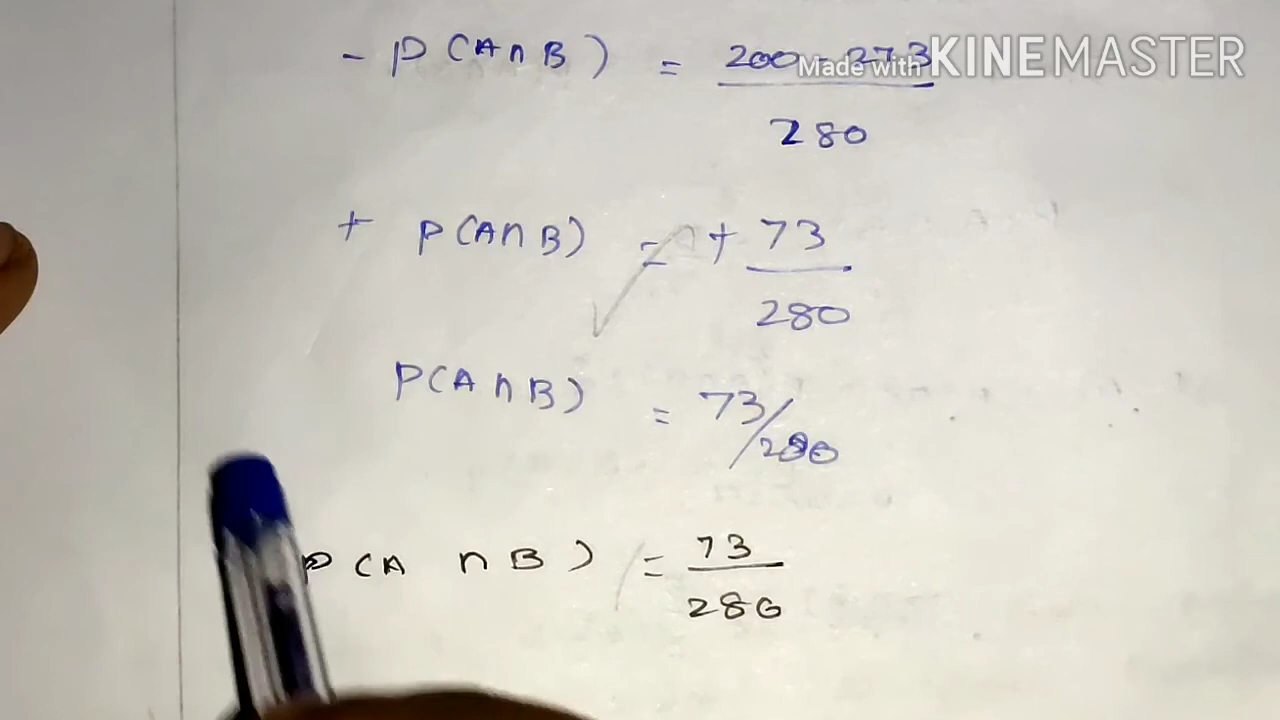 - P(A∩B) = 200 - 273
280
Made with KINEMASTER
+ P(A∩B) = + 73
280
P(A∩B) = 73/280
P(A ∩ B) = 73
280